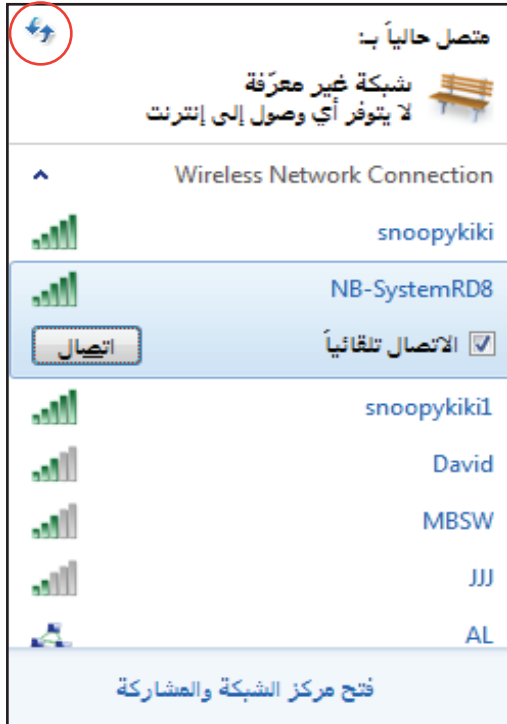 متصل حالياً بـ:
شبكة غير معرّفة
لا يتوفر أي وصول إلى إنترنت
Wireless Network Connection
snoopykiki
NB-SystemRD8
الاتصال تلقائياً
اتصال
snoopykiki1
David
MBSW
JJJ
AL
فتح مركز الشبكة والمشاركة